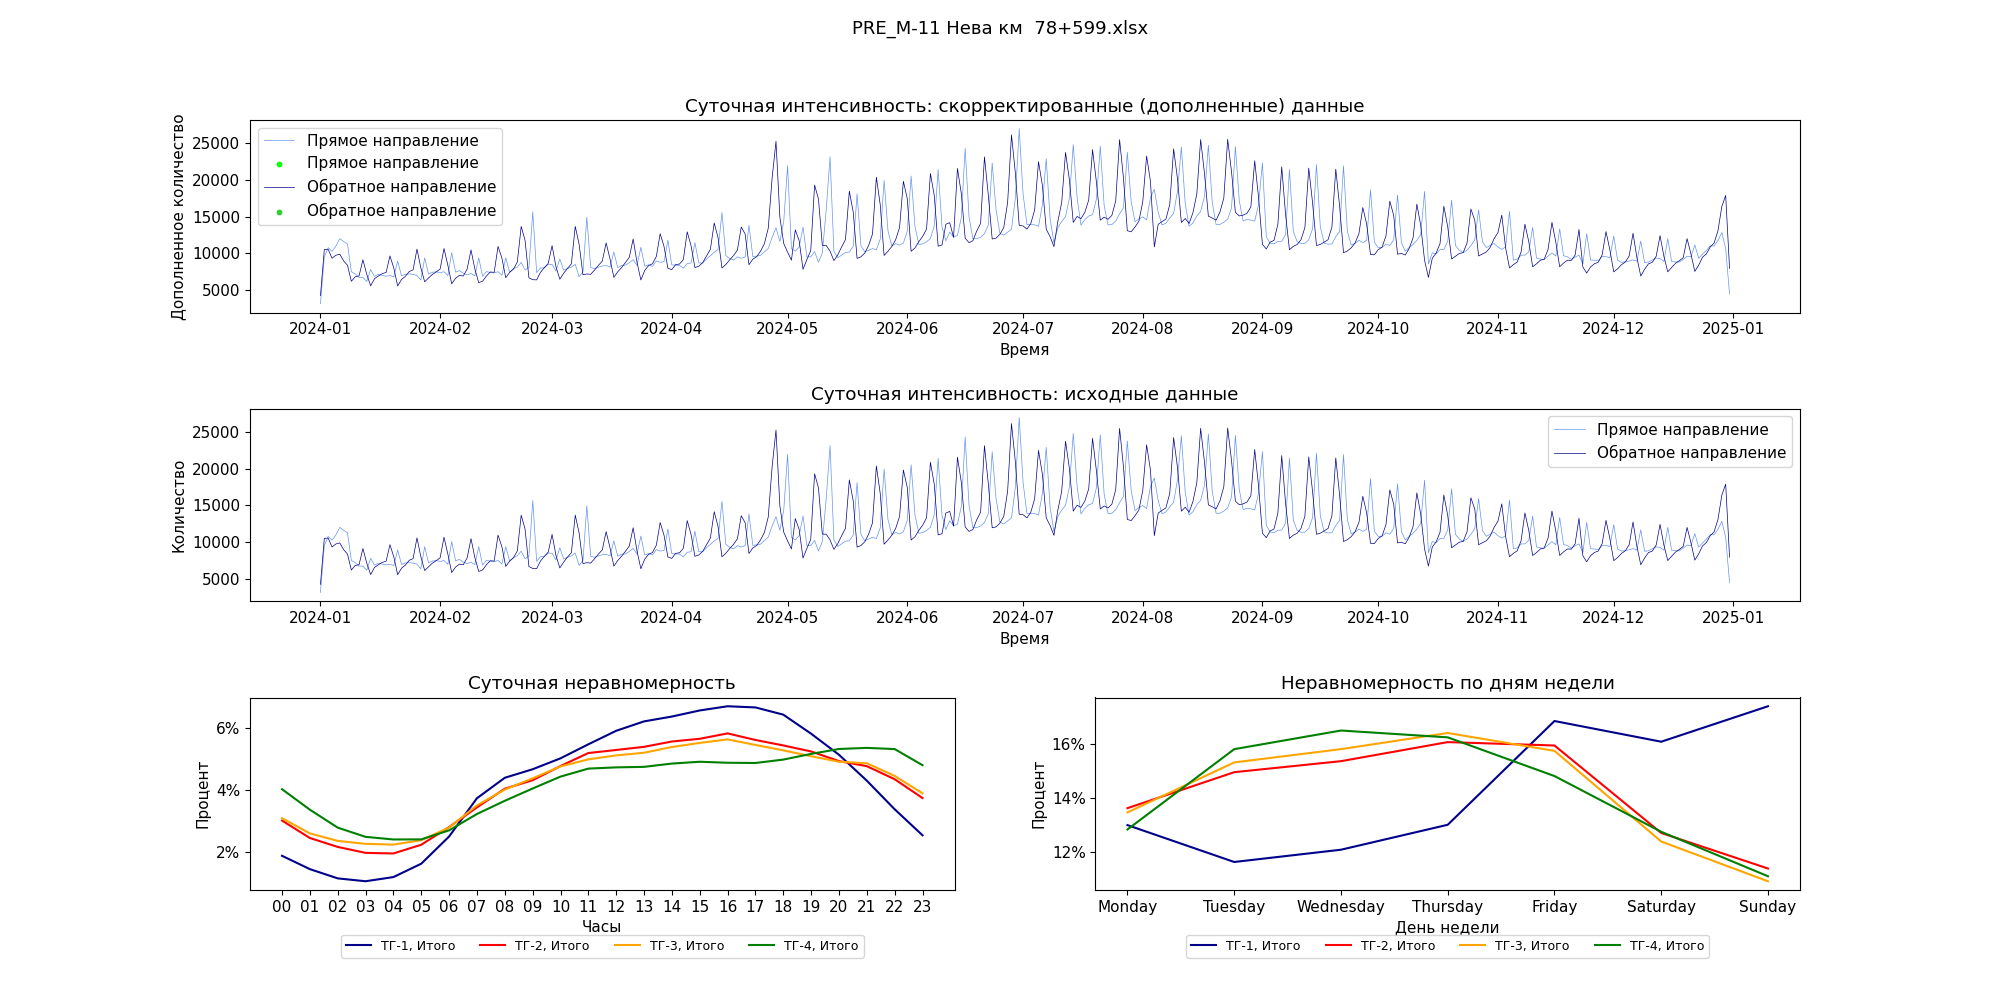 PRE_M-11 Нева км  78+599.xlsx
Суточная интенсивность: скорректированные (дополненные) данные
Дополненное количество
25000
20000
15000
10000
5000
Прямое направление
Прямое направление
Обратное направление
Обратное направление
2024-01 2024-02 2024-03 2024-04 2024-05 2024-06 2024-07 2024-08 2024-09 2024-10 2024-11 2024-12 2025-01
Время
Суточная интенсивность: исходные данные
Количество
25000
20000
15000
10000
5000
Прямое направление
Обратное направление
2024-01 2024-02 2024-03 2024-04 2024-05 2024-06 2024-07 2024-08 2024-09 2024-10 2024-11 2024-12 2025-01
Время
Суточная неравномерность
Процент
6%
4%
2%
00 01 02 03 04 05 06 07 08 09 10 11 12 13 14 15 16 17 18 19 20 21 22 23
Часы
ТГ-1, Итого ТГ-2, Итого ТГ-3, Итого ТГ-4, Итого
Неравномерность по дням недели
Процент
16%
14%
12%
Monday Tuesday Wednesday Thursday Friday Saturday Sunday
День недели
ТГ-1, Итого ТГ-2, Итого ТГ-3, Итого ТГ-4, Итого